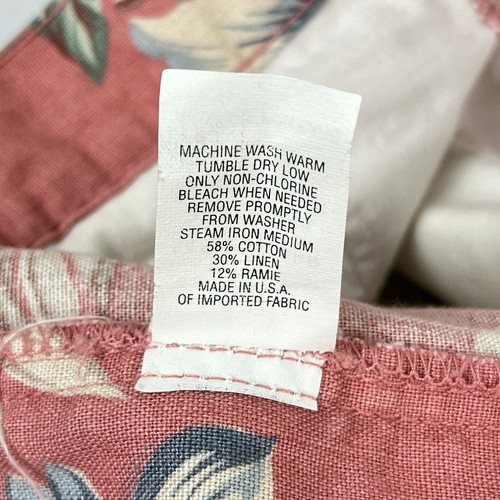 MACHINE WASH WARM
TUMBLE DRY LOW
ONLY NON-CHLORINE
BLEACH WHEN NEEDED
REMOVE PROMPTLY
FROM WASHER
STEAM IRON MEDIUM
58% COTTON
30% LINEN
12% RAMIE
MADE IN U.S.A.
OF IMPORTED FABRIC